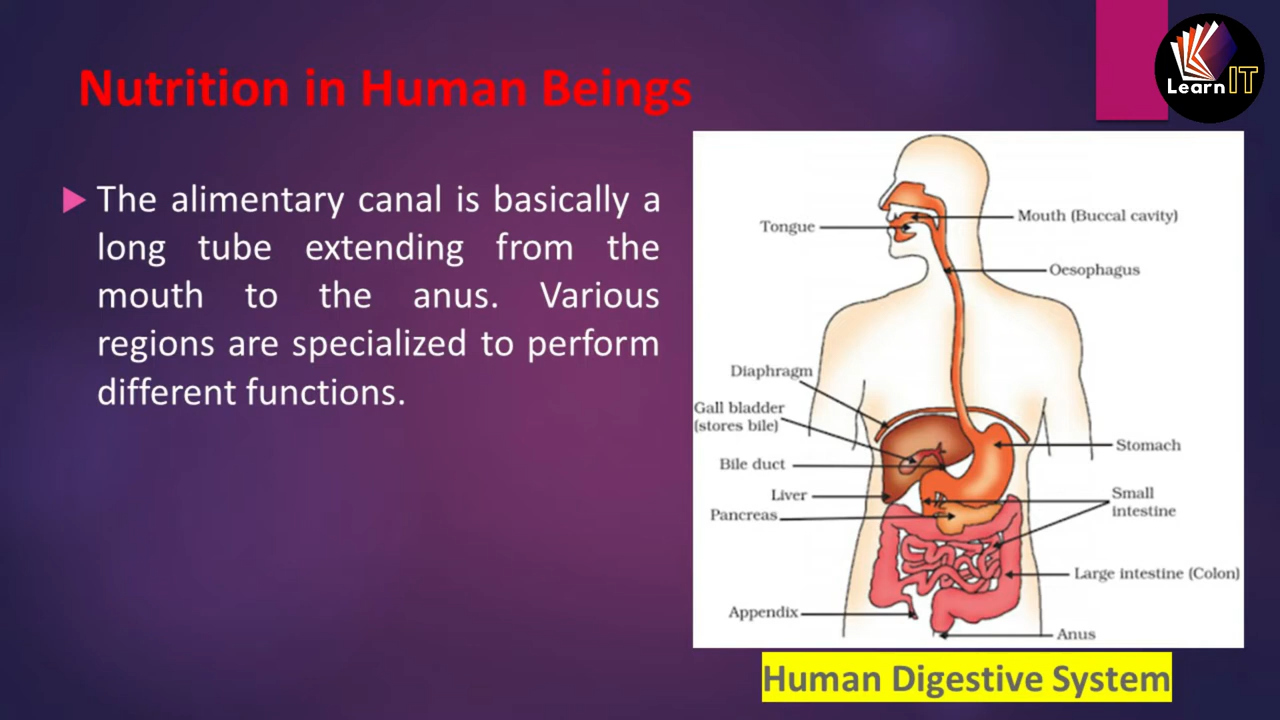 Nutrition in Human Beings
LearnIT
The alimentary canal is basically a
long tube extending from the
mouth to the anus. Various
regions are specialized to perform
different functions.
Tongue
Mouth (Buccal cavity)
Oesophagus
Diaphragm
Gall bladder
(stores bile)
Bile duct
Liver
Pancreas
Stomach
Small
intestine
Large intestine (Colon)
Appendix
Anus
Human Digestive System